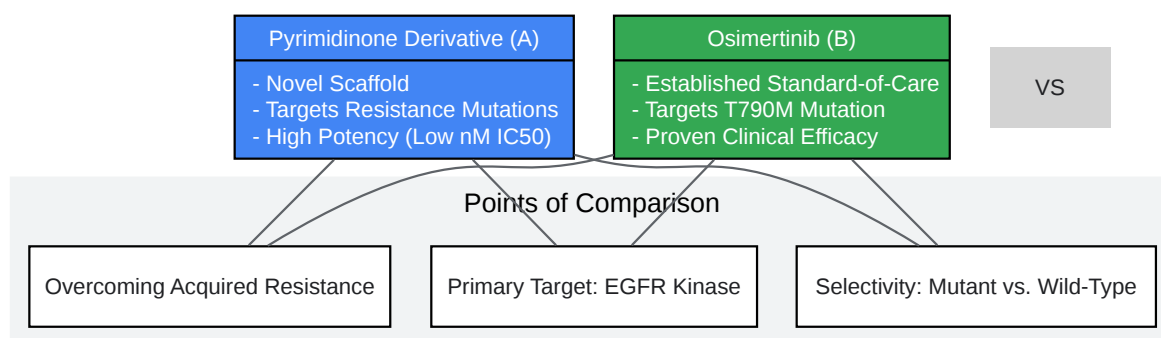 Pyrimidinone Derivative (A)
- Novel Scaffold
- Targets Resistance Mutations
- High Potency (Low nM IC50)
Osimertinib (B)
- Established Standard-of-Care
- Targets T790M Mutation
- Proven Clinical Efficacy
VS
Points of Comparison
Overcoming Acquired Resistance
Primary Target: EGFR Kinase
Selectivity: Mutant vs. Wild-Type